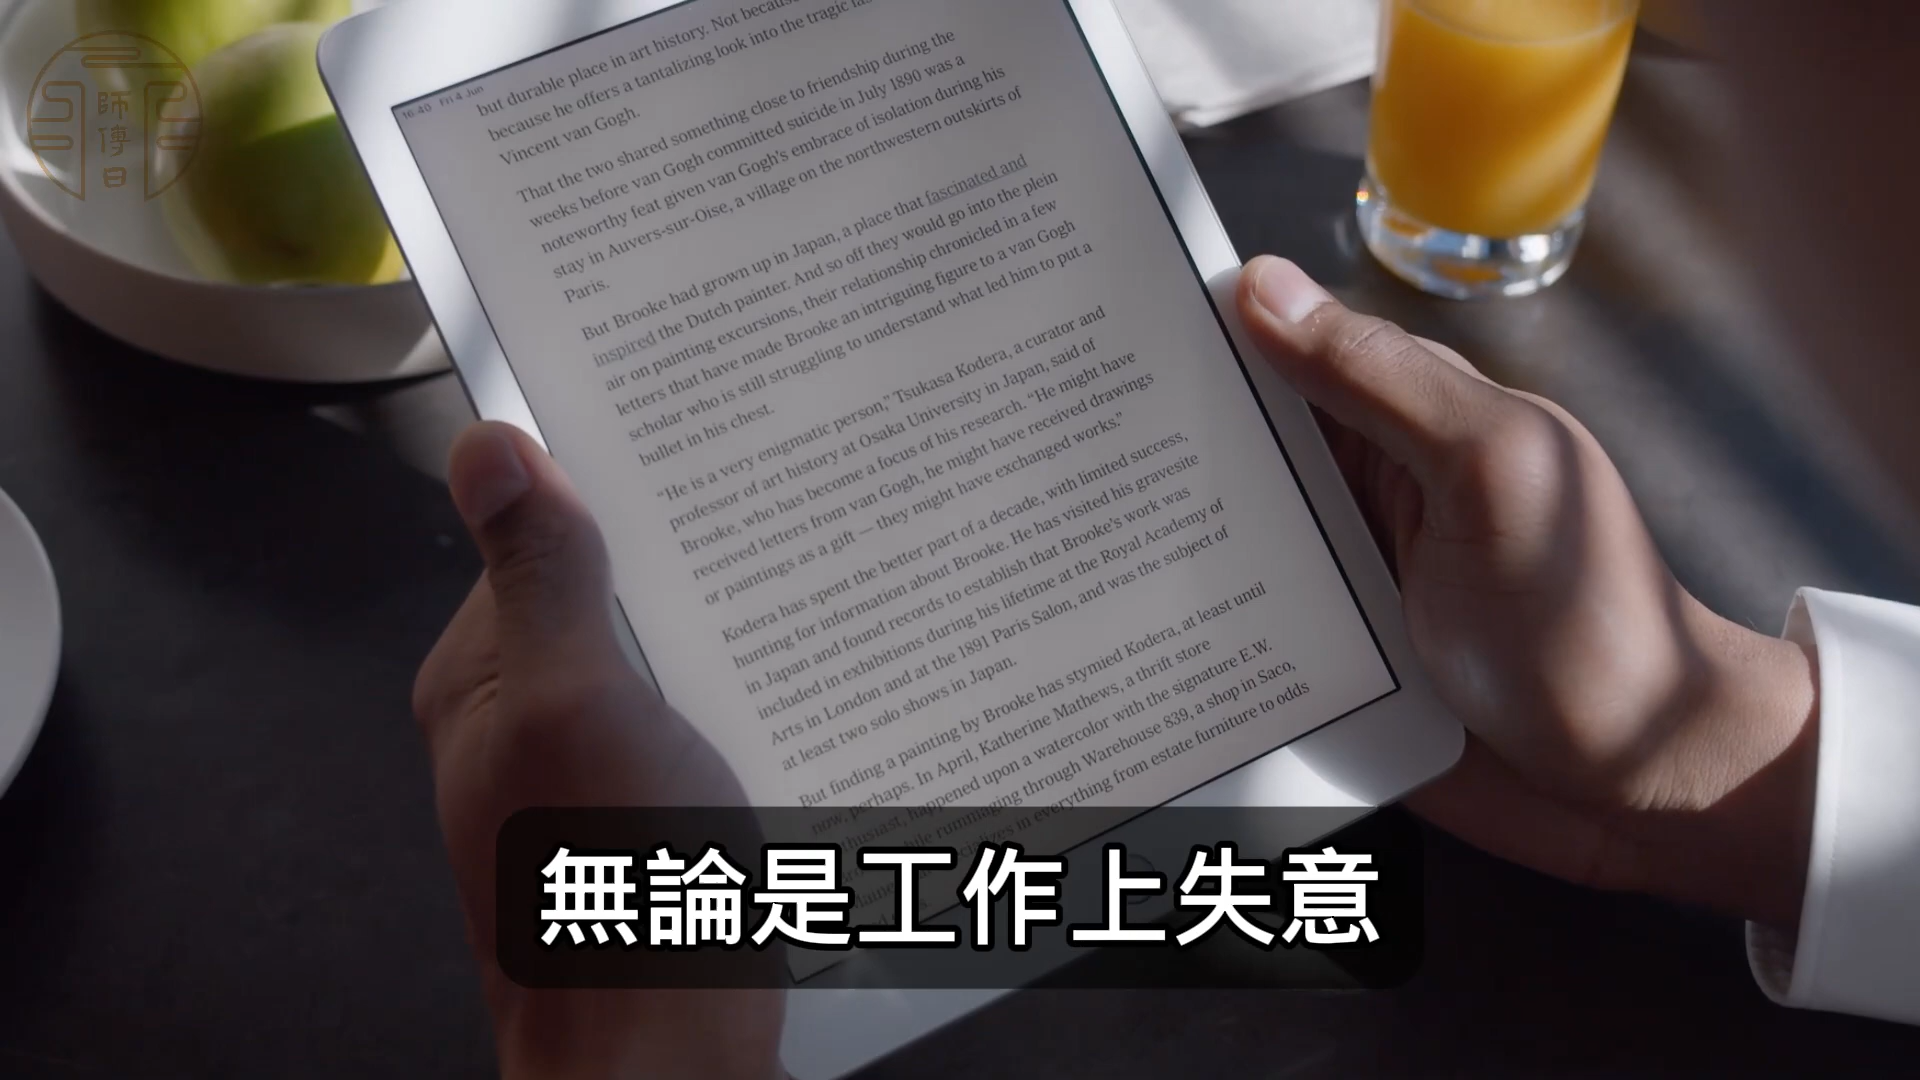 師傅曰
16:40 Fri 4 Jun
but durable place in art history. Not because
because he offers a tantalizing look into the tragic
Vincent van Gogh.
That the two shared something close to friendship during the
weeks before van Gogh committed suicide in July 1890 was a
noteworthy feat given van Gogh's embrace of isolation during his
stay in Auvers-sur-Oise, a village on the northwestern outskirts of
Paris.
But Brooke had grown up in Japan, a place that fascinated and
inspired the Dutch painter. And so off they would go into the plein
air on painting excursions, their relationship chronicled in a few
letters that have made Brooke an intriguing figure to a van Gogh
scholar who is still struggling to understand what led him to put a
bullet in his chest.
“He is a very enigmatic person,” Tsukasa Kodera, a curator and
professor of art history at Osaka University in Japan, said of
Brooke, who has become a focus of his research. “He might have
received letters from van Gogh, he might have received drawings
or paintings as a gift — they might have exchanged works.”
Kodera has spent the better part of a decade, with limited success,
hunting for information about Brooke. He has visited his gravesite
in Japan and found records to establish that Brooke's work was
included in exhibitions during his lifetime at the Royal Academy of
Arts in London and at the 1891 Paris Salon, and was the subject of
at least two solo shows in Japan.
But finding a painting by Brooke has stymied Kodera, at least until
now, perhaps. In April, Katherine Mathews, a thrift store
enthusiast, happened upon a watercolor with the signature E.W.
while rummaging through Warehouse 839, a shop in Saco,
in everything from estate furniture to odds
無論是工作上失意